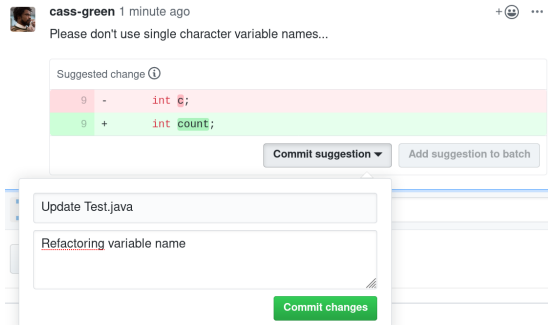 cass-green 1 minute ago
Please don't use single character variable names...
Suggested change
9 - int c;
9 + int count;
Commit suggestion Add suggestion to batch
Update Test.java
Refactoring variable name
Commit changes